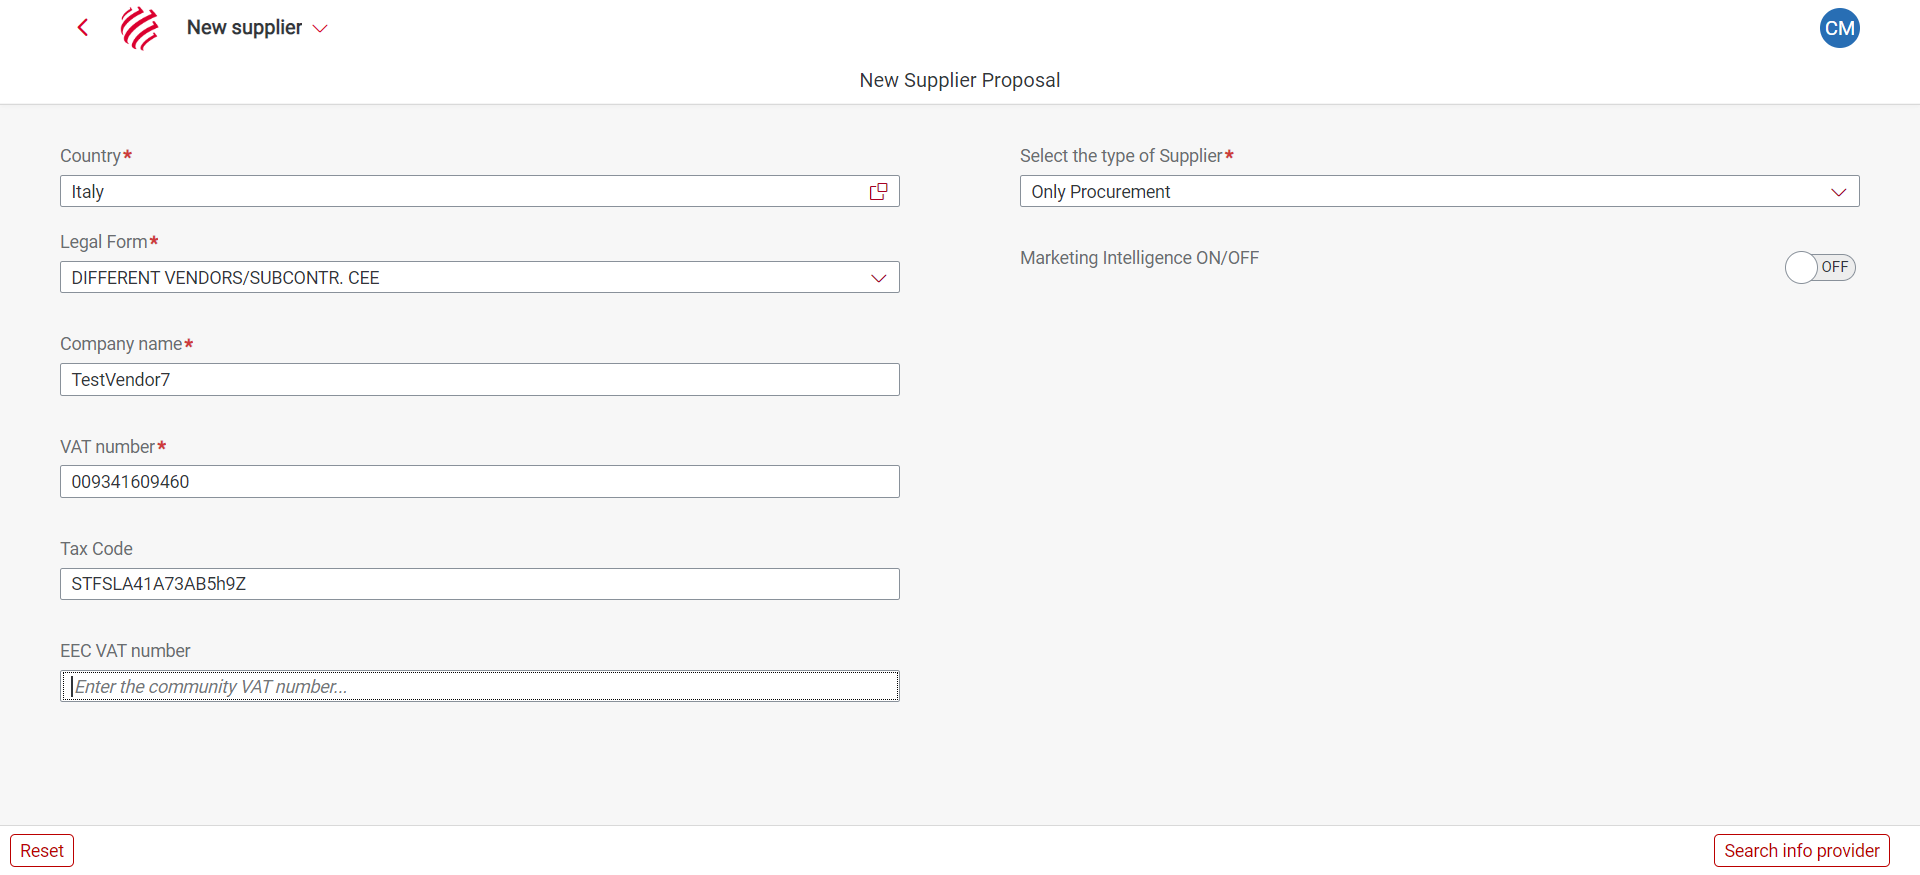 New supplier
CM
New Supplier Proposal
Country*
Italy
Legal Form*
DIFFERENT VENDORS/SUBCONTR. CEE
Company name*
TestVendor7
VAT number*
009341609460
Tax Code
STFSLA41A73AB5h9Z
EEC VAT number
Enter the community VAT number...
Select the type of Supplier*
Only Procurement
Marketing Intelligence ON/OFF
OFF
Reset
Search info provider